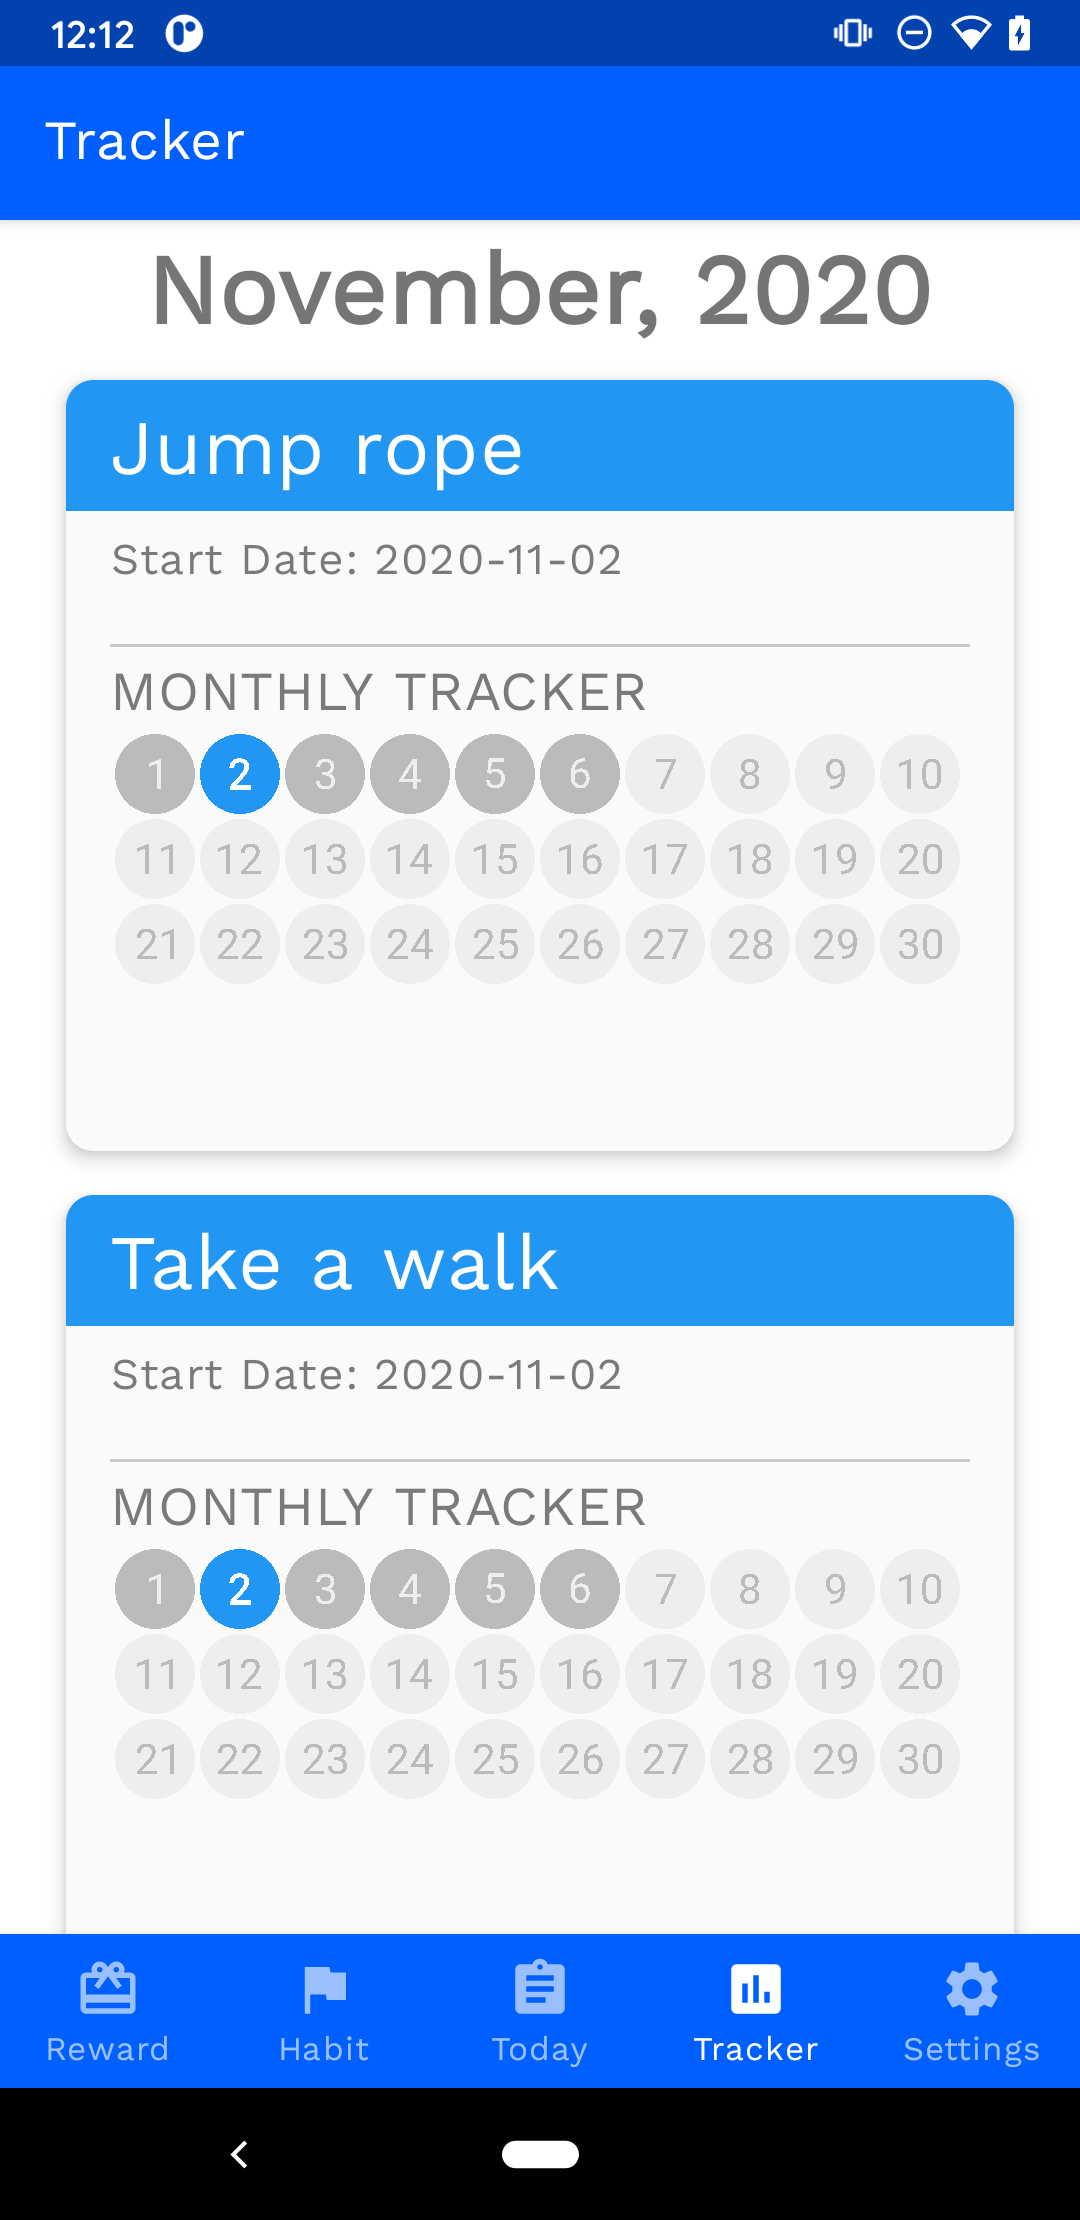 12:12
Tracker
November, 2020
Jump rope
Start Date: 2020-11-02
MONTHLY TRACKER
1 2 3 4 5 6 7 8 9 10
11 12 13 14 15 16 17 18 19 20
21 22 23 24 25 26 27 28 29 30
Take a walk
Start Date: 2020-11-02
MONTHLY TRACKER
1 2 3 4 5 6 7 8 9 10
11 12 13 14 15 16 17 18 19 20
21 22 23 24 25 26 27 28 29 30
Reward Habit Today Tracker Settings